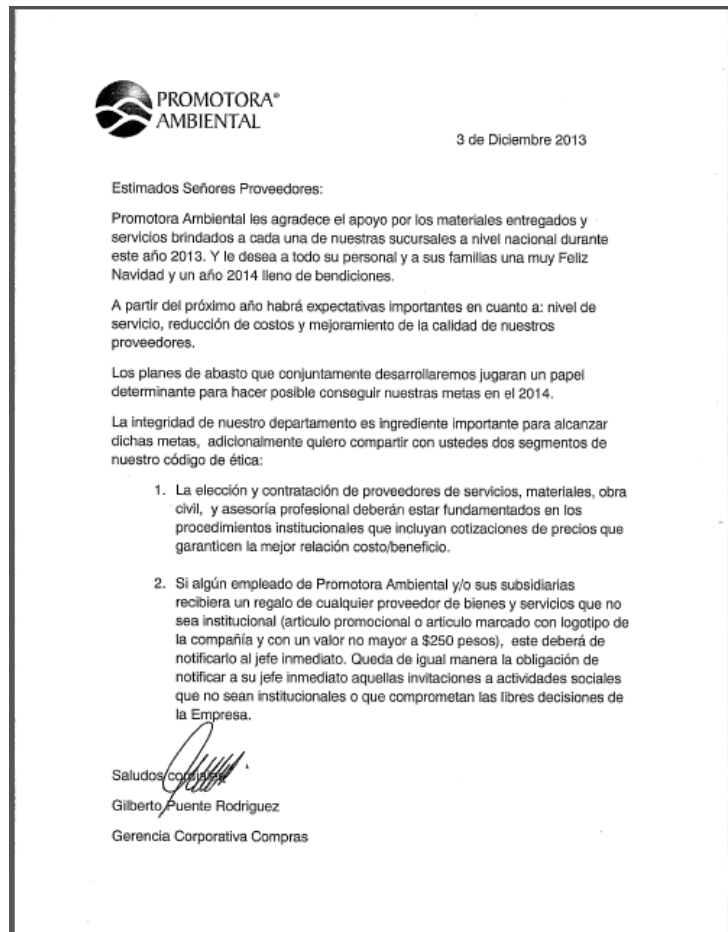 PROMOTORA®
AMBIENTAL
3 de Diciembre 2013
Estimados Señores Proveedores:
Promotora Ambiental les agradece el apoyo por los materiales entregados y
servicios brindados a cada una de nuestras sucursales a nivel nacional durante
este año 2013. Y le desea a todo su personal y a sus familias una muy Feliz
Navidad y un año 2014 lleno de bendiciones.
A partir del próximo año habrá expectativas importantes en cuanto a: nivel de
servicio, reducción de costos y mejoramiento de la calidad de nuestros
proveedores.
Los planes de abasto que conjuntamente desarrollaremos jugaran un papel
determinante para hacer posible conseguir nuestras metas en el 2014.
La integridad de nuestro departamento es ingrediente importante para alcanzar
dichas metas, adicionalmente quiero compartir con ustedes dos segmentos de
nuestro código de ética:
1. La elección y contratación de proveedores de servicios, materiales, obra
civil, y asesoría profesional deberán estar fundamentados en los
procedimientos institucionales que incluyan cotizaciones de precios que
garanticen la mejor relación costo/beneficio.
2. Si algún empleado de Promotora Ambiental y/o sus subsidiarias
recibiera un regalo de cualquier proveedor de bienes y servicios que no
sea institucional (articulo promocional o articulo marcado con logotipo de
la compañía y con un valor no mayor a $250 pesos), este deberá de
notificarlo al jefe inmediato. Queda de igual manera la obligación de
notificar a su jefe inmediato aquellas invitaciones a actividades sociales
que no sean institucionales o que comprometan las libres decisiones de
la Empresa.
Saludos cordiales
Gilberto Puente Rodriguez
Gerencia Corporativa Compras